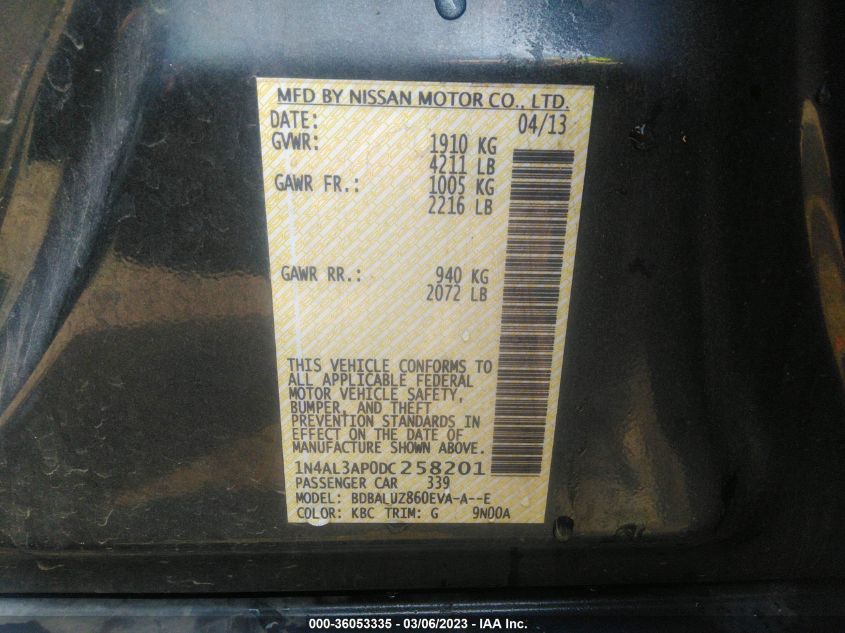 MFD BY NISSAN MOTOR CO., LTD.
DATE: 04/13
GVWR: 1910 KG
4211 LB
GAWR FR.: 1005 KG
2216 LB
GAWR RR.: 940 KG
2072 LB
THIS VEHICLE CONFORMS TO
ALL APPLICABLE FEDERAL
MOTOR VEHICLE SAFETY,
BUMPER, AND THEFT
PREVENTION STANDARDS IN
EFFECT ON THE DATE OF
MANUFACTURE SHOWN ABOVE.
1N4AL3AP0DC258201
PASSENGER CAR 339
MODEL: BDBALUZ860EVA-A--E
COLOR: KBC TRIM: G 9N00A
000-36053335 - 03/06/2023 - IAA Inc.